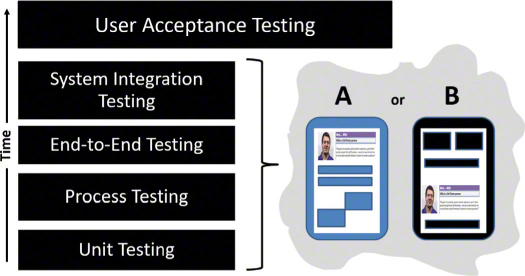 User Acceptance Testing
System Integration
Testing
End-to-End Testing
Process Testing
Unit Testing
Time
A or B